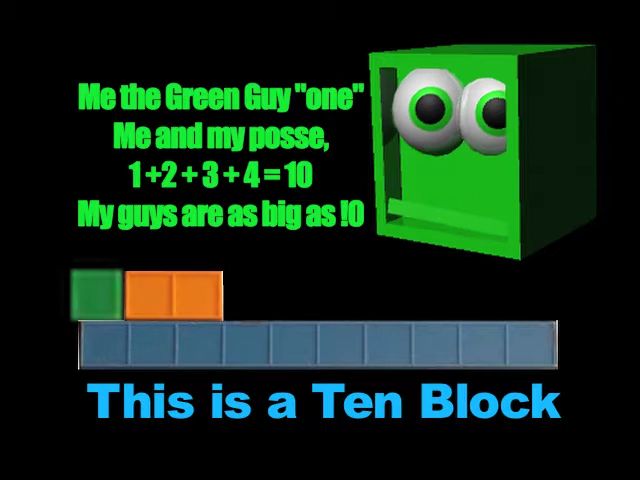 Me the Green Guy "one"
Me and my posse,
1 +2 + 3 + 4 = 10
My guys are as big as !0
This is a Ten Block